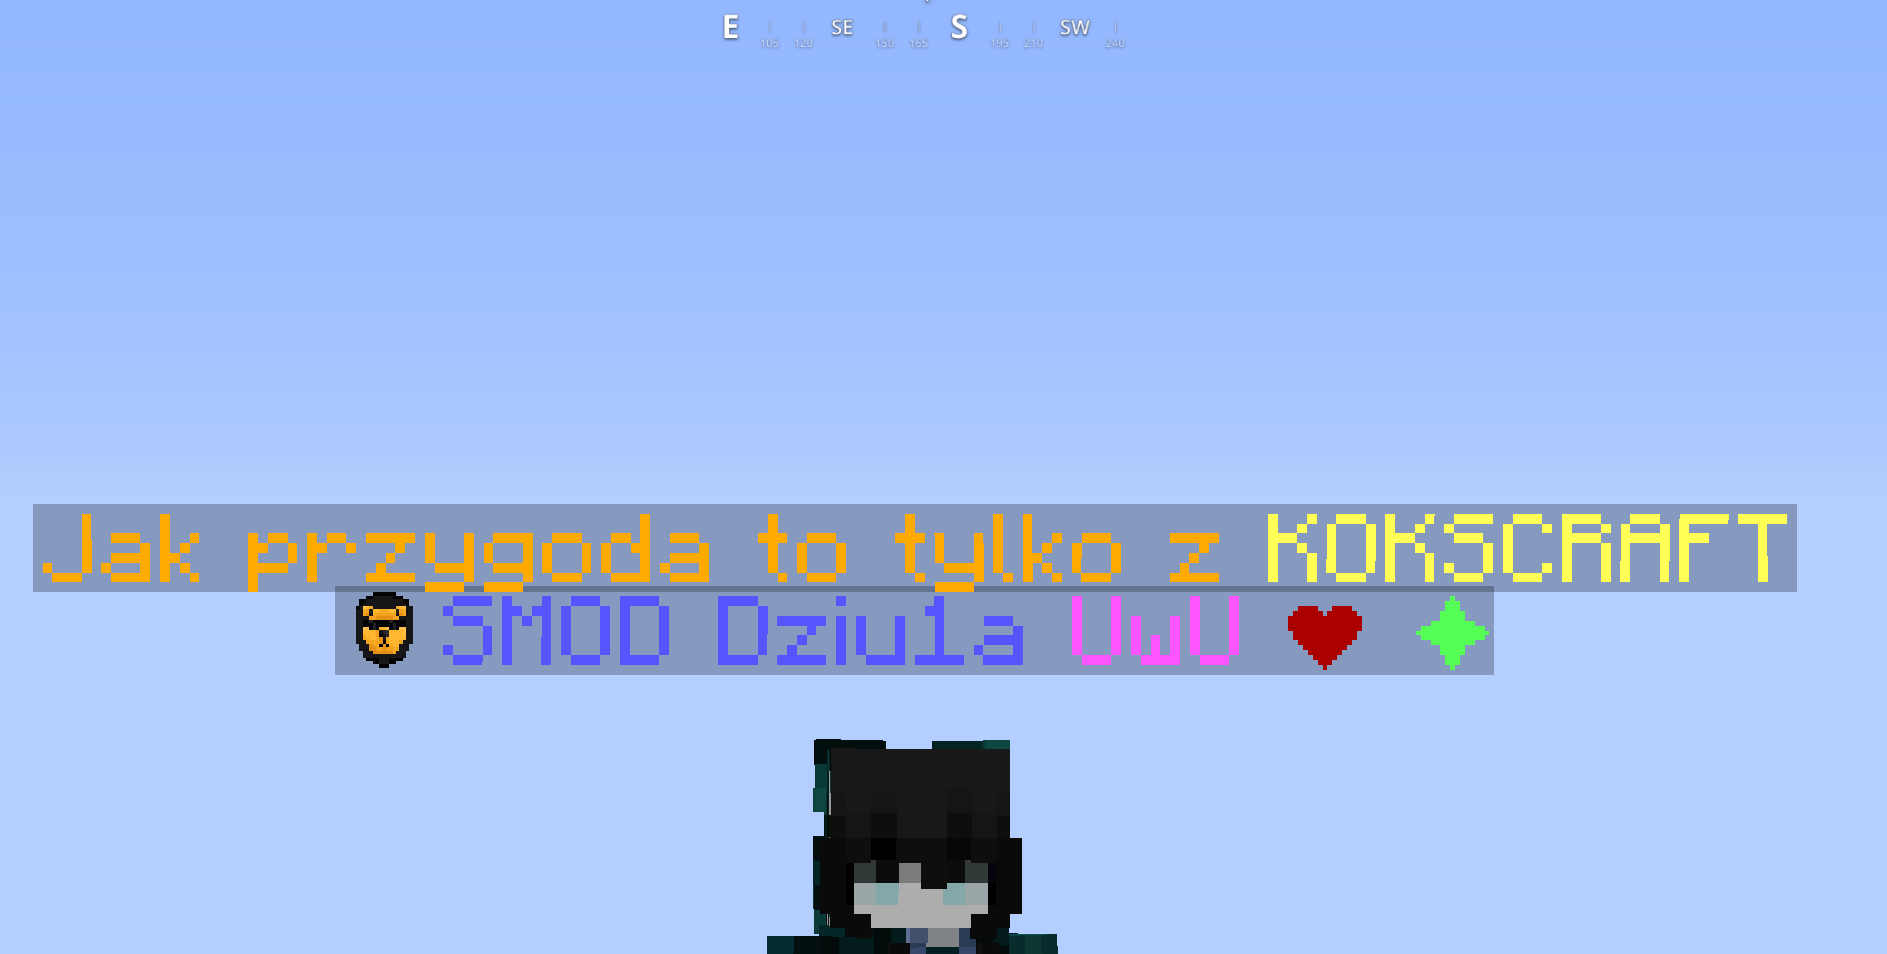 E 105 120 SE 150 165 S 195 210 SW 240
Jak przygoda to tylko z KOKSCRAFT
SMOD Dziu1a UwU ❤ ✦